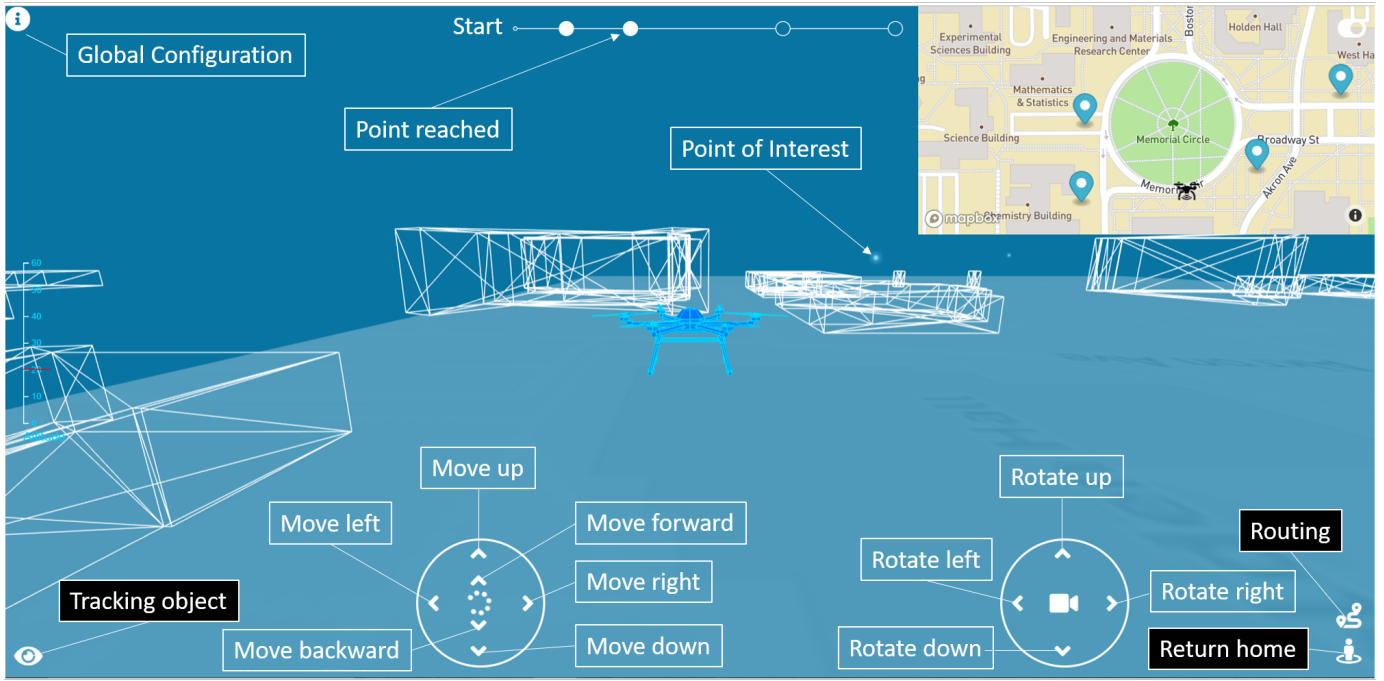 Start
Global Configuration
Point reached
Point of Interest
Experimental
Sciences Building
Engineering and Materials
Research Center
Boston
Holden Hall
West Ha
Mathematics
& Statistics
Science Building
Memorial Circle
Broadway St
Akron Ave
mapbox
Chemistry Building
60
40
30
20
10
Move up
Move left
Move forward
Move right
Move backward
Move down
Tracking object
Rotate up
Rotate left
Rotate right
Rotate down
Routing
Return home